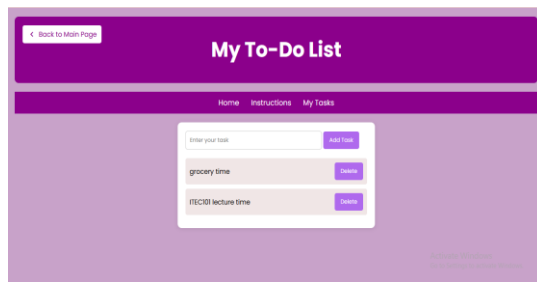 < Back to Main Page
My To-Do List
Home Instructions My Tasks
Enter your task
Add Task
grocery time
Delete
ITEC101 lecture time
Delete